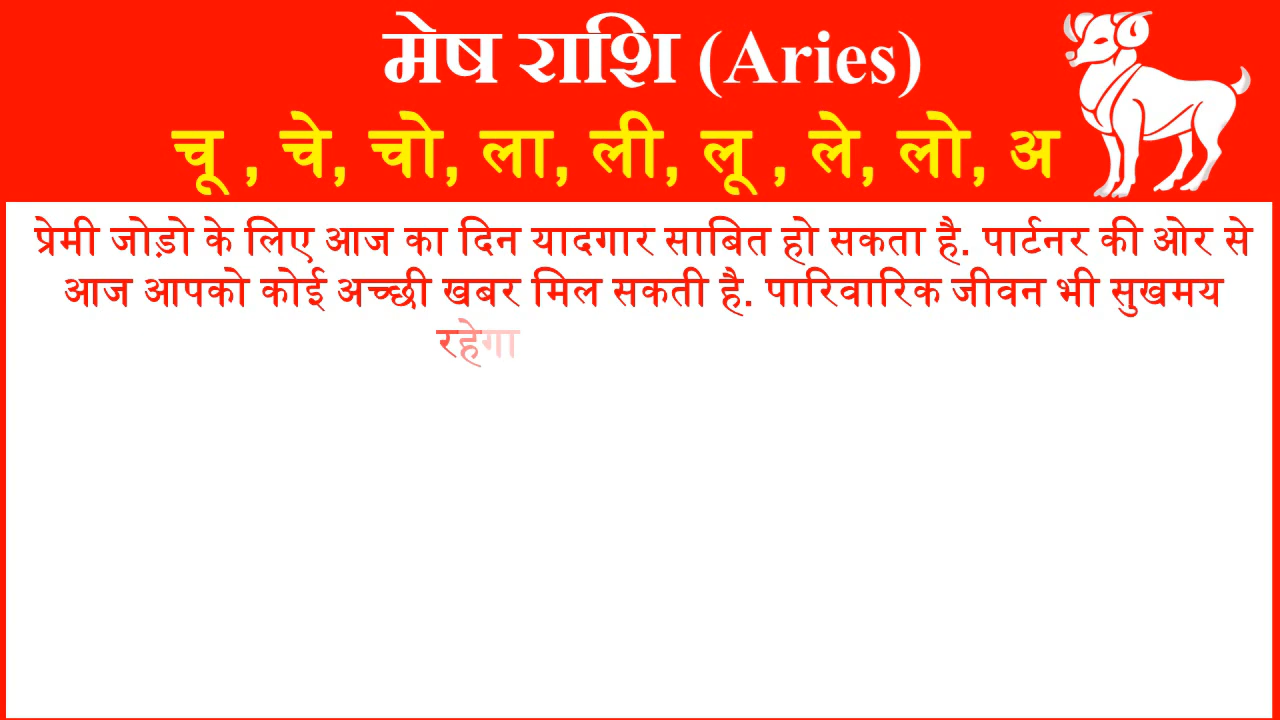 मेष राशि (Aries)
चू , चे, चो, ला, ली, लू , ले, लो, अ
प्रेमी जोड़ो के लिए आज का दिन यादगार साबित हो सकता है. पार्टनर की ओर से
आज आपको कोई अच्छी खबर मिल सकती है. पारिवारिक जीवन भी सुखमय
रहेगा